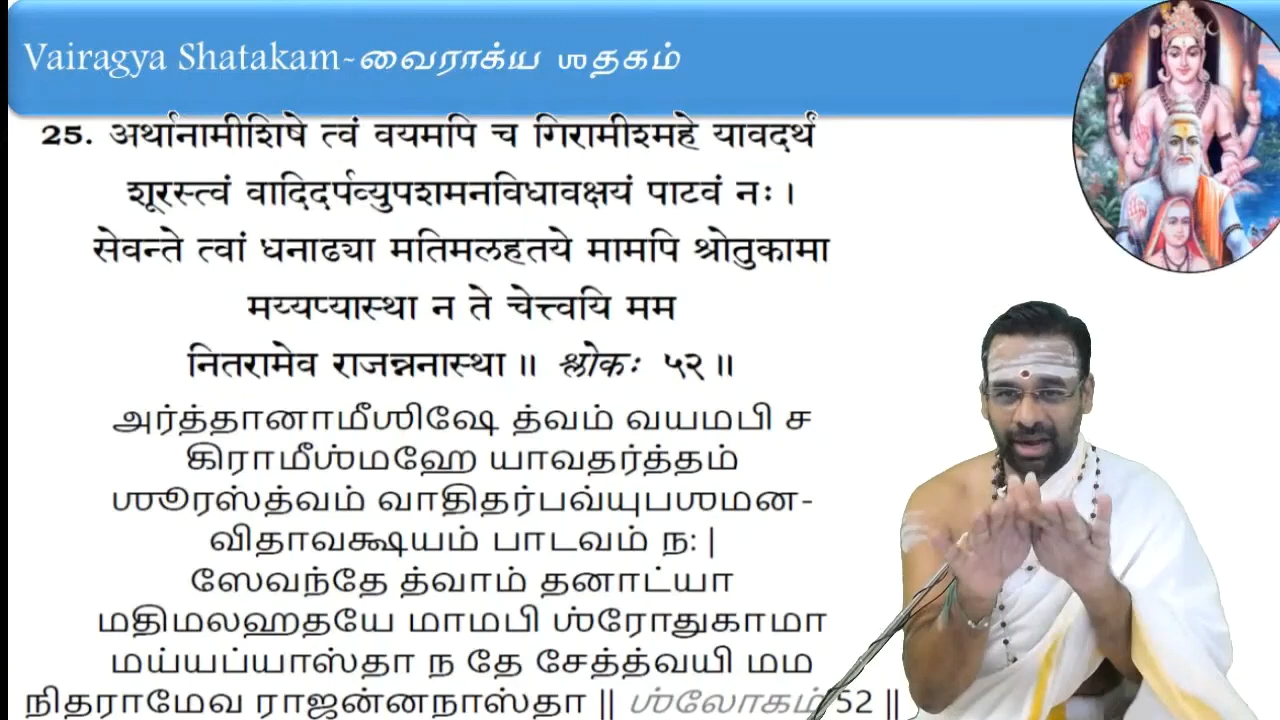 Vairagya Shatakam-வைராக்ய ஶதகம்
25. अर्थानामीशिषे त्वं वयमपि च गिरामीश्महे यावदर्थं
शूरस्त्वं वादिदर्पव्युपशमनविधावक्षयं पाटवं नः ।
सेवन्ते त्वां धनाढ्या मतिमलहतये मामपि श्रोतुकामा
मय्यप्यास्था न ते चेत्त्वयि मम
नितरामेव राजन्ननास्था ॥ श्लोकः ५२ ॥
அர்த்தானாமீஶிஷே த்வம் வயமபி ச
கிராமீஶ்மஹே யாவதர்த்தம்
ஶூரஸ்த்வம் வாதிதர்பவ்யுபஶமன-
விதாவக்ஷயம் பாடவம் ந: |
ஸேவந்தே த்வாம் தனாட்யா
மதிமலஹதயே மாமபி ஶ்ரோதுகாமா
மய்யப்யாஸ்தா ந தே சேத்த்வயி மம
நிதராமேவ ராஜன்னநாஸ்தா || ஶ்லோகம் 52 ||